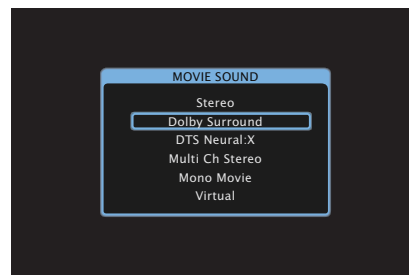 MOVIE SOUND
Stereo
Dolby Surround
DTS Neural:X
Multi Ch Stereo
Mono Movie
Virtual